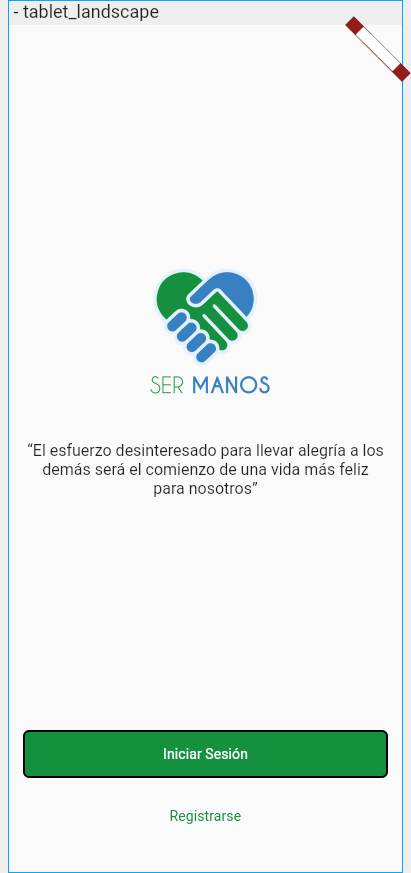 - tablet_landscape
SER MANOS
“El esfuerzo desinteresado para llevar alegría a los
demás será el comienzo de una vida más feliz
para nosotros”
Iniciar Sesión
Registrarse